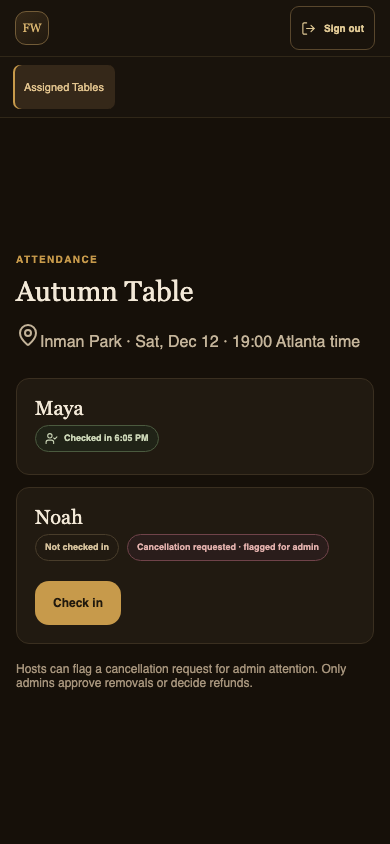 FW
Sign out
Assigned Tables
ATTENDANCE
Autumn Table
Inman Park · Sat, Dec 12 · 19:00 Atlanta time
Maya
Checked in 6:05 PM
Noah
Not checked in
Cancellation requested · flagged for admin
Check in
Hosts can flag a cancellation request for admin attention. Only
admins approve removals or decide refunds.